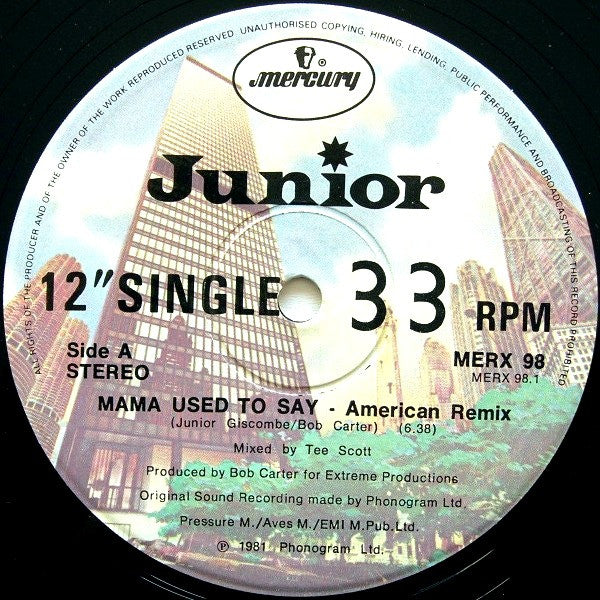 ALL RIGHTS OF THE PRODUCER AND OF THE OWNER OF THE WORK REPRODUCED RESERVED. UNAUTHORISED COPYING, HIRING, LENDING, PUBLIC PERFORMANCE AND BROADCASTING OF THIS RECORD PROHIBITED
®
mercury
Junior
12" SINGLE 33 RPM
Side A
STEREO
MERX 98
MERX 98.1
MAMA USED TO SAY - American Remix
(Junior Giscombe/Bob Carter) (6.38)
Mixed by Tee Scott
Produced by Bob Carter for Extreme Productions
Original Sound Recording made by Phonogram Ltd.
Pressure M./Aves M./EMI M.Pub.Ltd.
℗ 1981 Phonogram Ltd.